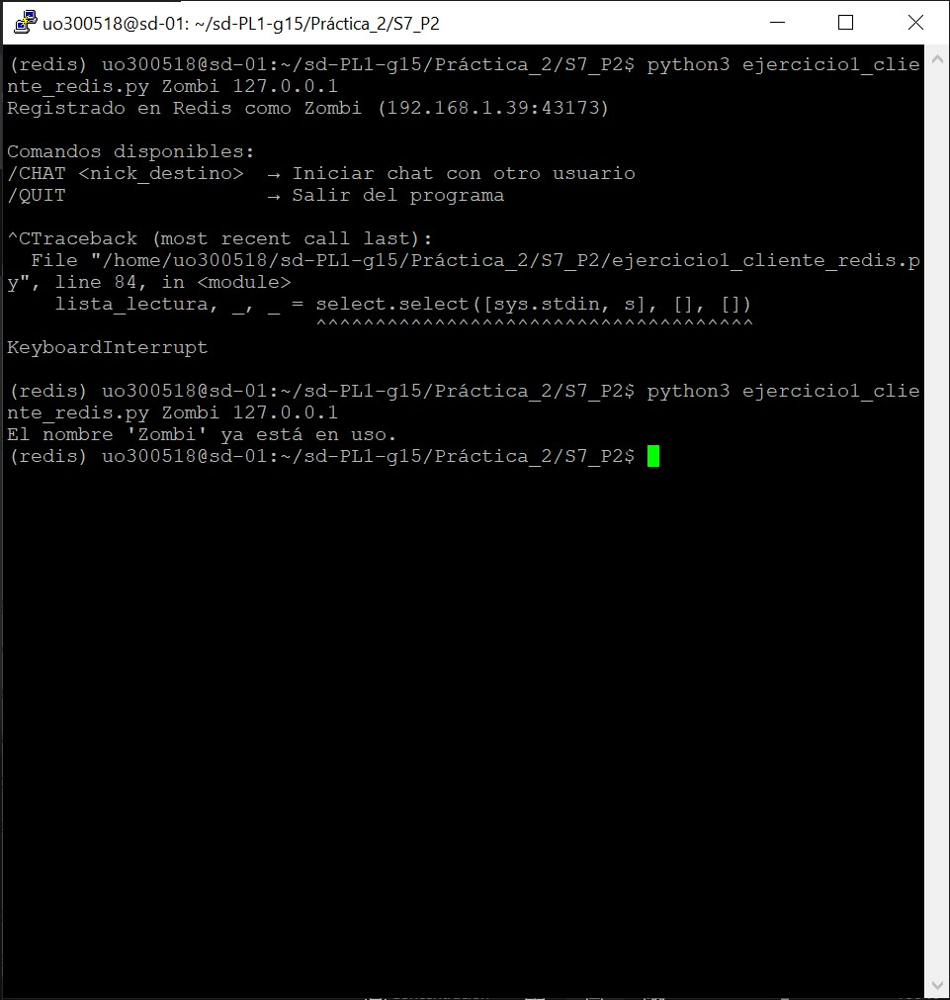 uo300518@sd-01: ~/sd-PL1-g15/Práctica_2/S7_P2
(redis) uo300518@sd-01:~/sd-PL1-g15/Práctica_2/S7_P2$ python3 ejercicio1_clie
nte_redis.py Zombi 127.0.0.1
Registrado en Redis como Zombi (192.168.1.39:43173)
Comandos disponibles:
/CHAT <nick_destino>  → Iniciar chat con otro usuario
/QUIT                 → Salir del programa
^CTraceback (most recent call last):
  File "/home/uo300518/sd-PL1-g15/Práctica_2/S7_P2/ejercicio1_cliente_redis.p
y", line 84, in <module>
    lista_lectura, _, _ = select.select([sys.stdin, s], [], [])
                          ^^^^^^^^^^^^^^^^^^^^^^^^^^^^^^^^^^^^^
KeyboardInterrupt
(redis) uo300518@sd-01:~/sd-PL1-g15/Práctica_2/S7_P2$ python3 ejercicio1_clie
nte_redis.py Zombi 127.0.0.1
El nombre 'Zombi' ya está en uso.
(redis) uo300518@sd-01:~/sd-PL1-g15/Práctica_2/S7_P2$